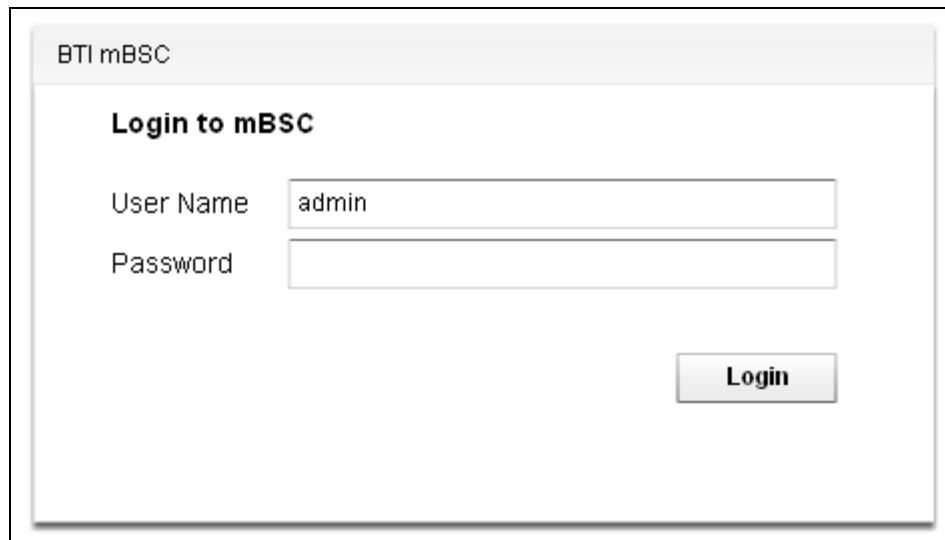 BTI mBSC
Login to mBSC
User Name admin
Password
Login